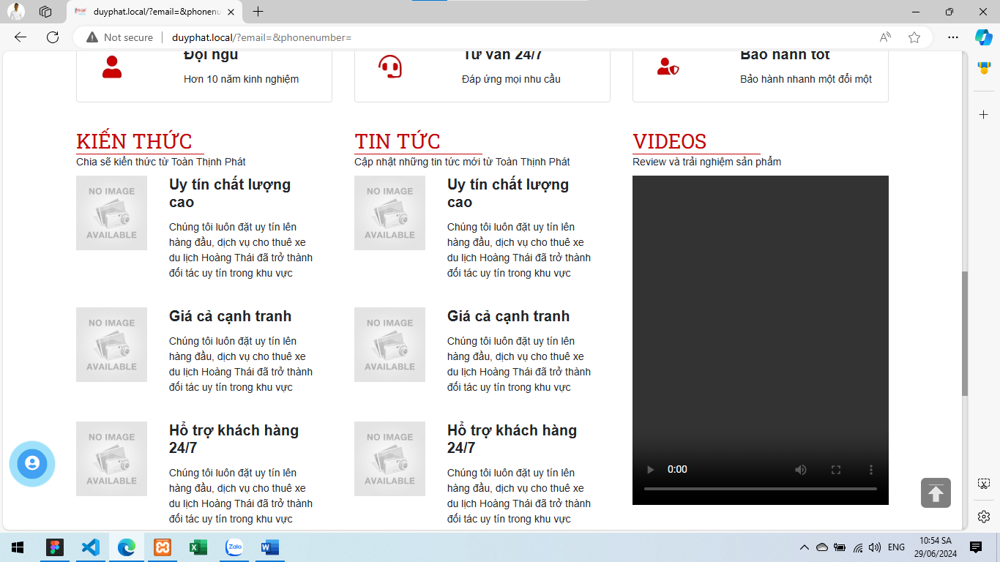 duyphat.local/?email=&phonenu
Not secure
duyphat.local/?email=&phonenumber=
Đội ngũ
Hơn 10 năm kinh nghiệm
Tư vấn 24/7
Đáp ứng mọi nhu cầu
Bảo hành tốt
Bảo hành nhanh một đổi một
KIẾN THỨC
Chia sẽ kiến thức từ Toàn Thịnh Phát
NO IMAGE
AVAILABLE
Uy tín chất lượng
cao
Chúng tôi luôn đặt uy tín lên
hàng đầu, dịch vụ cho thuê xe
du lịch Hoàng Thái đã trở thành
đối tác uy tín trong khu vực
NO IMAGE
AVAILABLE
Giá cả cạnh tranh
Chúng tôi luôn đặt uy tín lên
hàng đầu, dịch vụ cho thuê xe
du lịch Hoàng Thái đã trở thành
đối tác uy tín trong khu vực
NO IMAGE
AVAILABLE
Hổ trợ khách hàng
24/7
Chúng tôi luôn đặt uy tín lên
hàng đầu, dịch vụ cho thuê xe
du lịch Hoàng Thái đã trở thành
đối tác uy tín trong khu vực
TIN TỨC
Cập nhật những tin tức mới từ Toàn Thịnh Phát
NO IMAGE
AVAILABLE
Uy tín chất lượng
cao
Chúng tôi luôn đặt uy tín lên
hàng đầu, dịch vụ cho thuê xe
du lịch Hoàng Thái đã trở thành
đối tác uy tín trong khu vực
NO IMAGE
AVAILABLE
Giá cả cạnh tranh
Chúng tôi luôn đặt uy tín lên
hàng đầu, dịch vụ cho thuê xe
du lịch Hoàng Thái đã trở thành
đối tác uy tín trong khu vực
NO IMAGE
AVAILABLE
Hổ trợ khách hàng
24/7
Chúng tôi luôn đặt uy tín lên
hàng đầu, dịch vụ cho thuê xe
du lịch Hoàng Thái đã trở thành
đối tác uy tín trong khu vực
VIDEOS
Review và trải nghiệm sản phẩm
0:00
Zalo
ENG
10:54 SA
29/06/2024